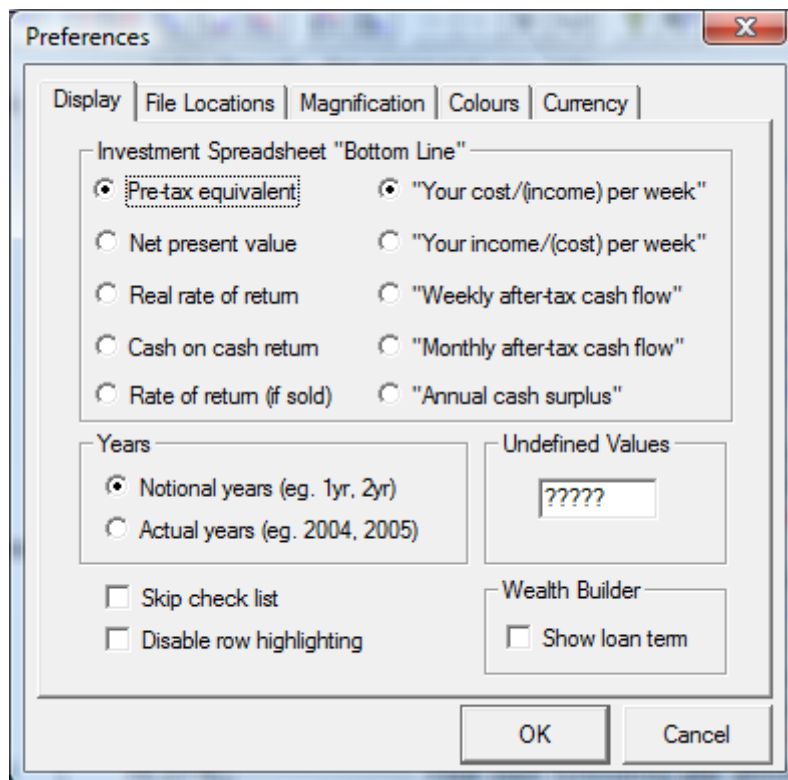 Preferences
Display File Locations Magnification Colours Currency
Investment Spreadsheet "Bottom Line"
Pre-tax equivalent "Your cost/(income) per week"
Net present value "Your income/(cost) per week"
Real rate of return "Weekly after-tax cash flow"
Cash on cash return "Monthly after-tax cash flow"
Rate of return (if sold) "Annual cash surplus"
Years
Notional years (eg. 1yr, 2yr)
Actual years (eg. 2004, 2005)
Undefined Values
?????
Skip check list
Disable row highlighting
Wealth Builder
Show loan term
OK Cancel